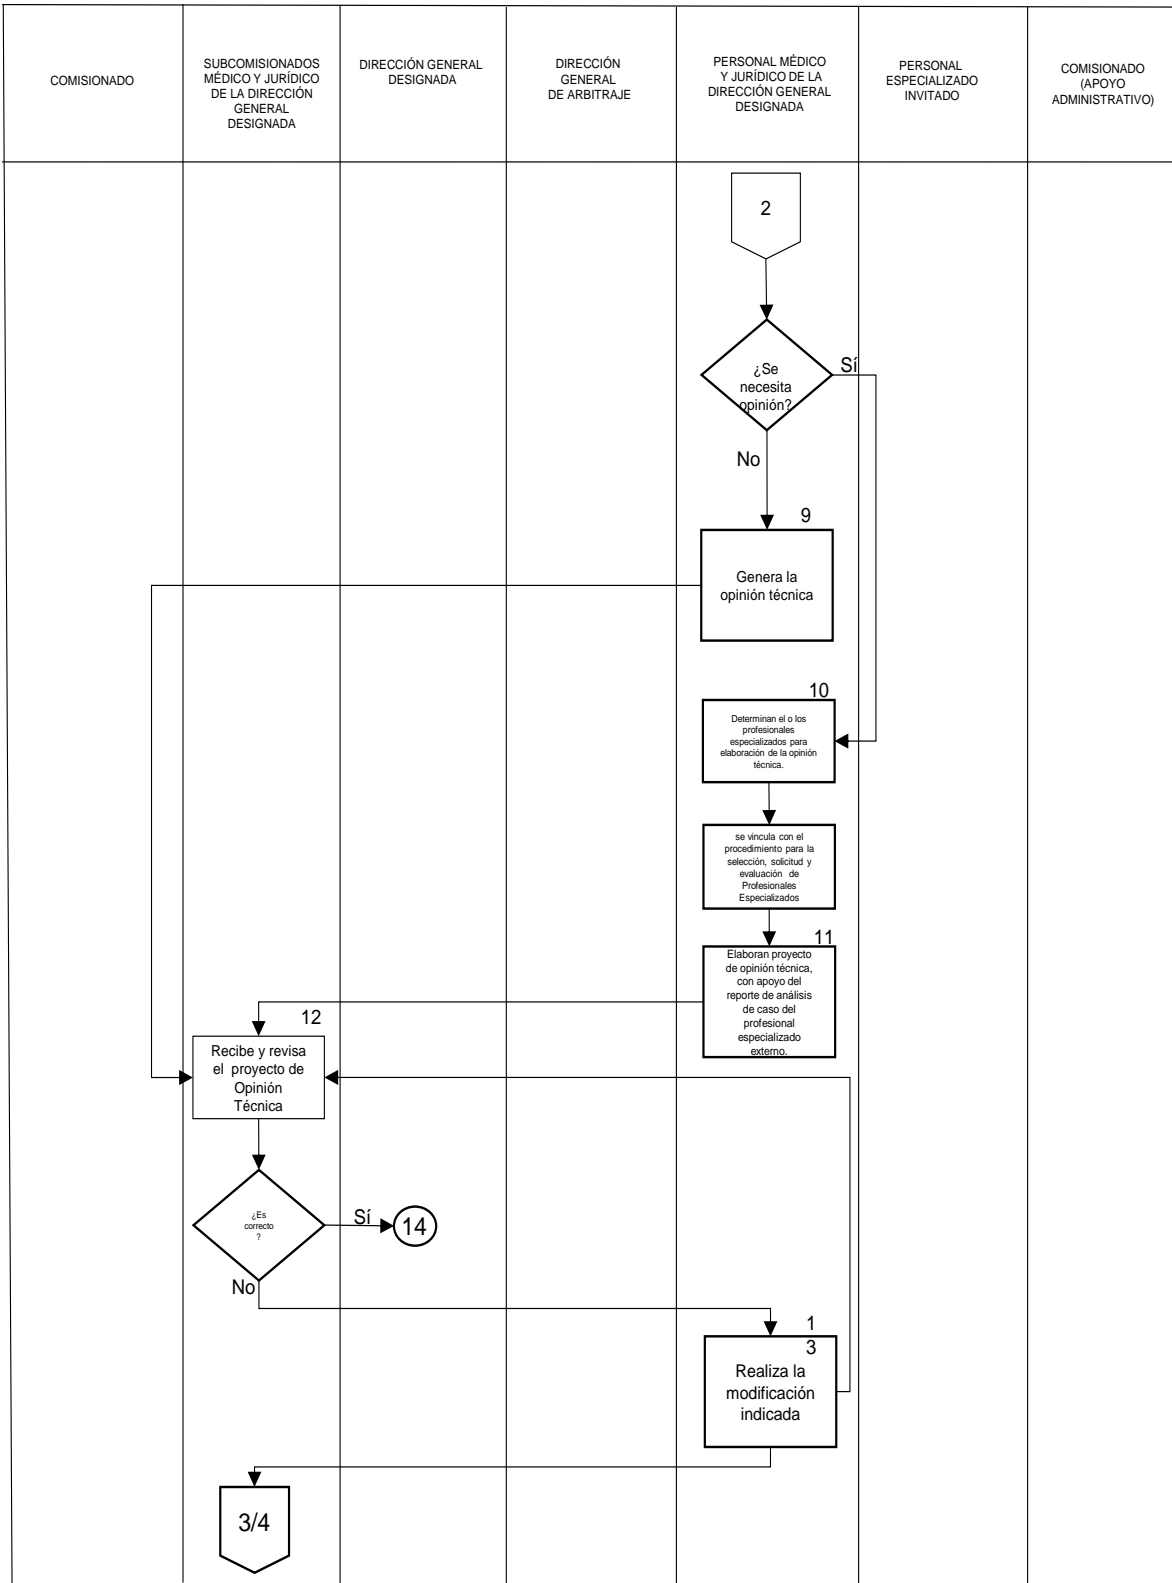 COMISIONADO
SUBCOMISIONADOS
MÉDICO Y JURÍDICO
DE LA DIRECCIÓN
GENERAL
DESIGNADA
DIRECCIÓN GENERAL
DESIGNADA
DIRECCIÓN
GENERAL
DE ARBITRAJE
PERSONAL MÉDICO
Y JURÍDICO DE LA
DIRECCIÓN GENERAL
DESIGNADA
PERSONAL
ESPECIALIZADO
INVITADO
COMISIONADO
(APOYO
ADMINISTRATIVO)
2
¿Se
necesita
opinión?
Sí
No
9
Genera la
opinión técnica
10
Determinan el o los
profesionales
especializados para
elaboración de la opinión
técnica.
se vincula con el
procedimiento para la
selección, solicitud y
evaluación de
Profesionales
Especializados
11
Elaboran proyecto
de opinión técnica,
con apoyo del
reporte de análisis
de caso del
profesional
especializado
externo.
12
Recibe y revisa
el proyecto de
Opinión
Técnica
¿Es
correcto
?
Sí
14
No
1
3
Realiza la
modificación
indicada
3/4